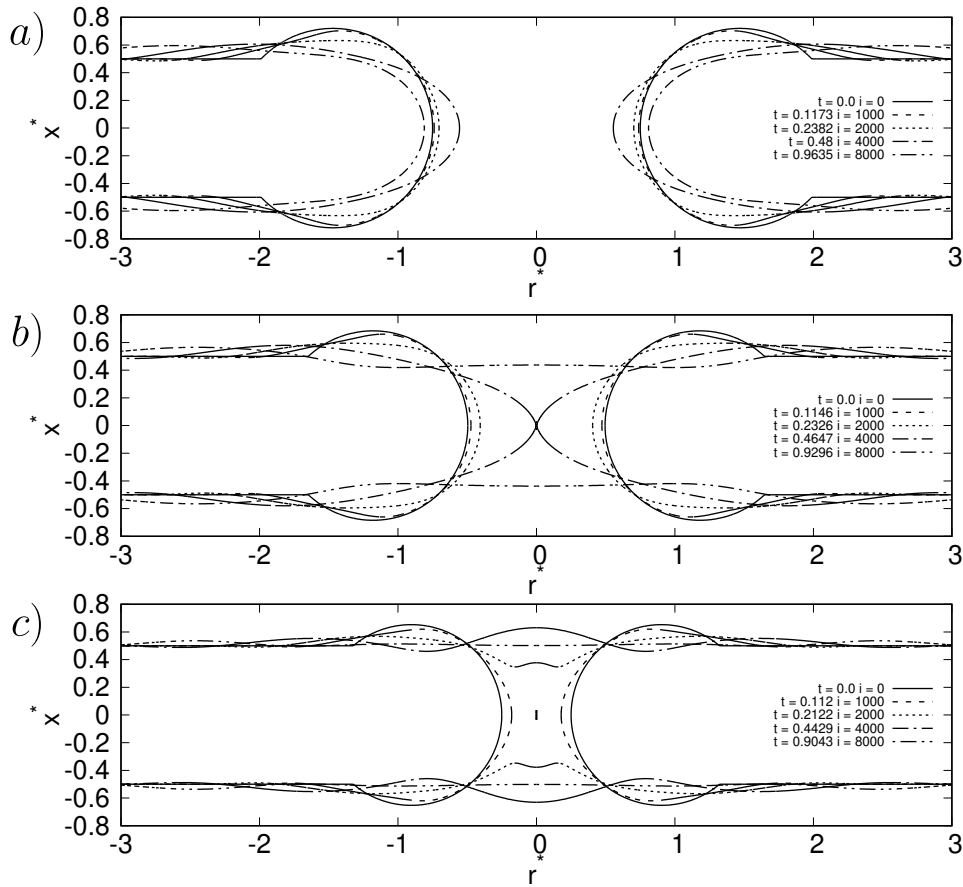 a)
0.8
0.6
0.4
0.2
0
-0.2
-0.4
-0.6
-0.8
x*
t = 0.0 i = 0
t = 0.1173 i = 1000
t = 0.2382 i = 2000
t = 0.48 i = 4000
t = 0.9635 i = 8000
-3 -2 -1 0 1 2 3
r*
b)
0.8
0.6
0.4
0.2
0
-0.2
-0.4
-0.6
-0.8
x*
t = 0.0 i = 0
t = 0.1146 i = 1000
t = 0.2326 i = 2000
t = 0.4647 i = 4000
t = 0.9296 i = 8000
-3 -2 -1 0 1 2 3
r*
c)
0.8
0.6
0.4
0.2
0
-0.2
-0.4
-0.6
-0.8
x*
t = 0.0 i = 0
t = 0.112 i = 1000
t = 0.2122 i = 2000
t = 0.4429 i = 4000
t = 0.9043 i = 8000
-3 -2 -1 0 1 2 3
r*